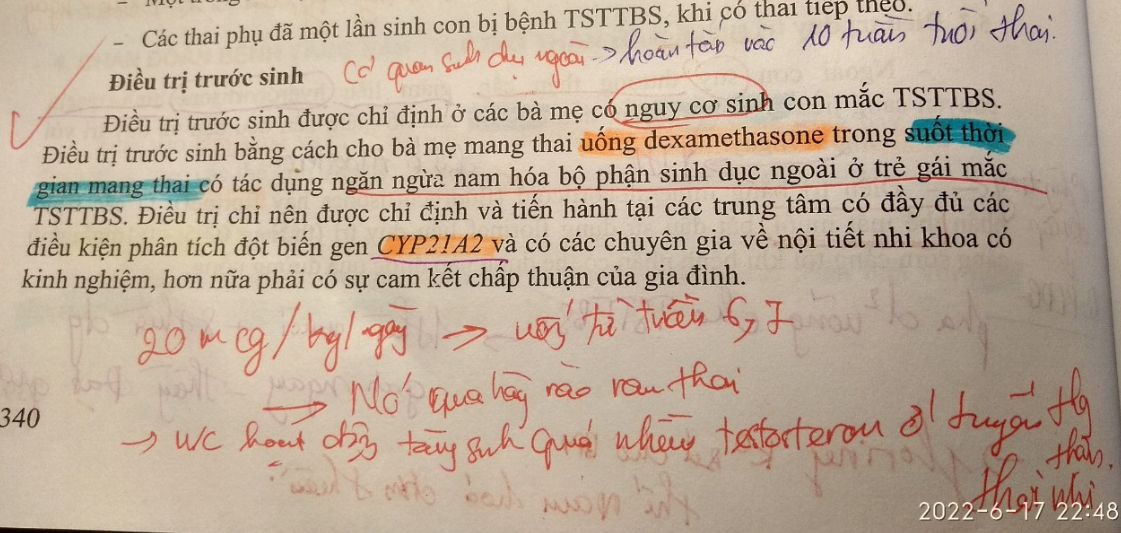 - Các thai phụ đã một lần sinh con bị bệnh TSTTBS, khi có thai tiếp theo.
Cơ quan sinh dục ngoài -> hoàn tất vào 10 tuần tuổi thai.
Điều trị trước sinh
Điều trị trước sinh được chỉ định ở các bà mẹ có nguy cơ sinh con mắc TSTTBS.
Điều trị trước sinh bằng cách cho bà mẹ mang thai uống dexamethasone trong suốt thời
gian mang thai có tác dụng ngăn ngừa nam hóa bộ phận sinh dục ngoài ở trẻ gái mắc
TSTTBS. Điều trị chỉ nên được chỉ định và tiến hành tại các trung tâm có đầy đủ các
điều kiện phân tích đột biến gen CYP21A2 và có các chuyên gia về nội tiết nhi khoa có
kinh nghiệm, hơn nữa phải có sự cam kết chấp thuận của gia đình.
20 mcg/kg/ngày -> uống từ tuần 6, 7
-> Nó qua hàng rào rau thai
340
-> WC hoạt động tăng sinh quá nhiều testosteron ở tuyến thg
thận.
thai nhi
2022-6-17 22:48